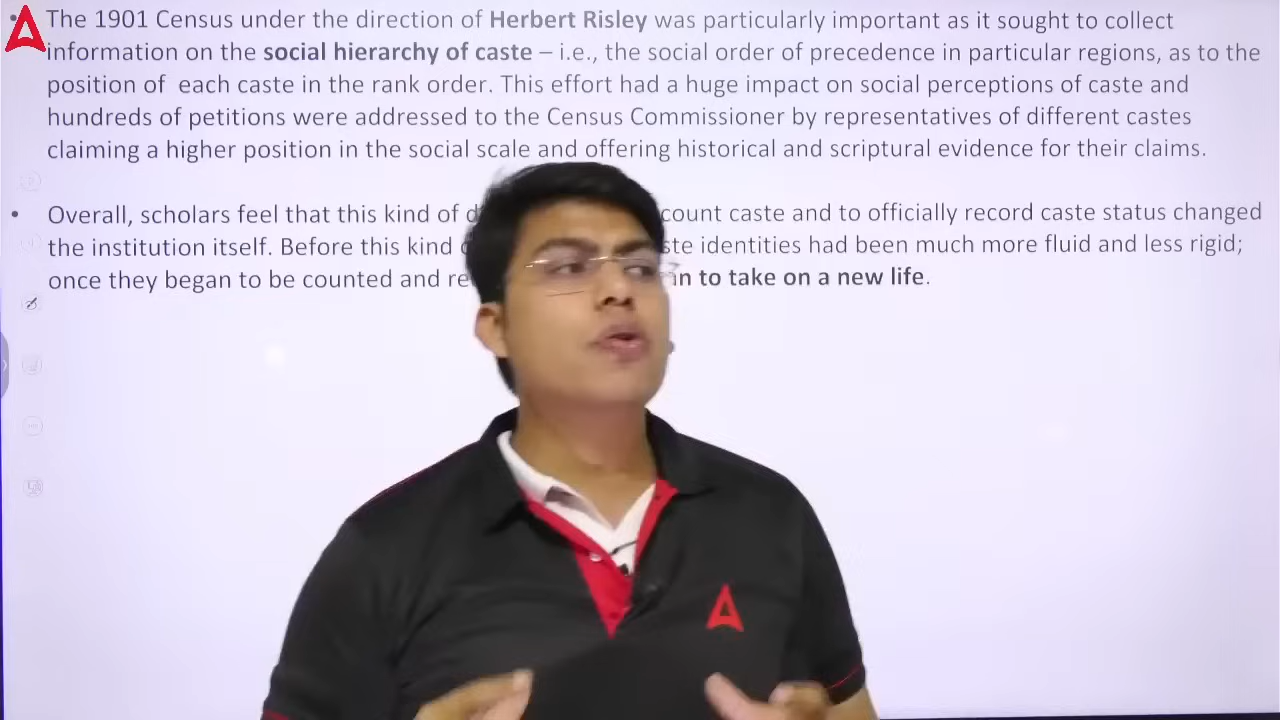 • The 1901 Census under the direction of Herbert Risley was particularly important as it sought to collect
information on the social hierarchy of caste – i.e., the social order of precedence in particular regions, as to the
position of each caste in the rank order. This effort had a huge impact on social perceptions of caste and
hundreds of petitions were addressed to the Census Commissioner by representatives of different castes
claiming a higher position in the social scale and offering historical and scriptural evidence for their claims.
• Overall, scholars feel that this kind of count caste and to officially record caste status changed
the institution itself. Before this kind identities had been much more fluid and less rigid;
once they began to be counted and to take on a new life.